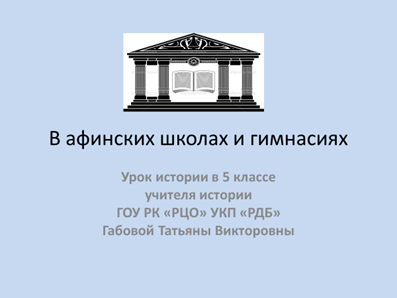 В афинских школах и гимнасиях
Урок истории в 5 классе
учителя истории
ГОУ РК «РЦО» УКП «РДБ»
Габовой Татьяны Викторовны